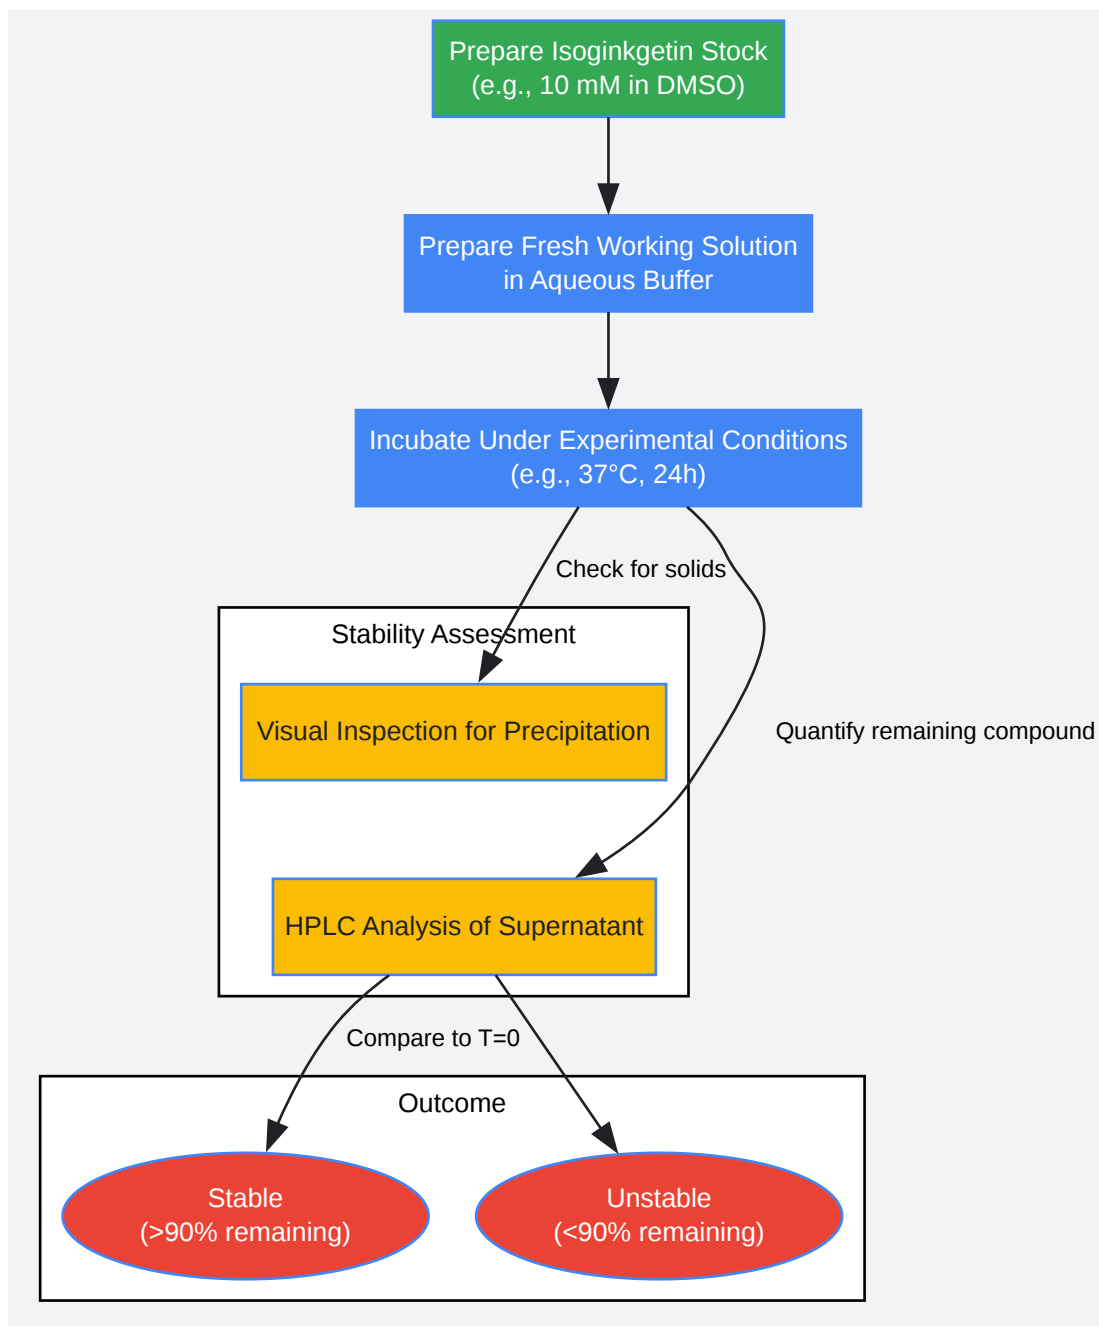 Prepare Isoginkgetin Stock
(e.g., 10 mM in DMSO)
Prepare Fresh Working Solution
in Aqueous Buffer
Incubate Under Experimental Conditions
(e.g., 37°C, 24h)
Check for solids
Stability Assessment
Visual Inspection for Precipitation
Quantify remaining compound
HPLC Analysis of Supernatant
Compare to T=0
Outcome
Stable
(>90% remaining)
Unstable
(<90% remaining)